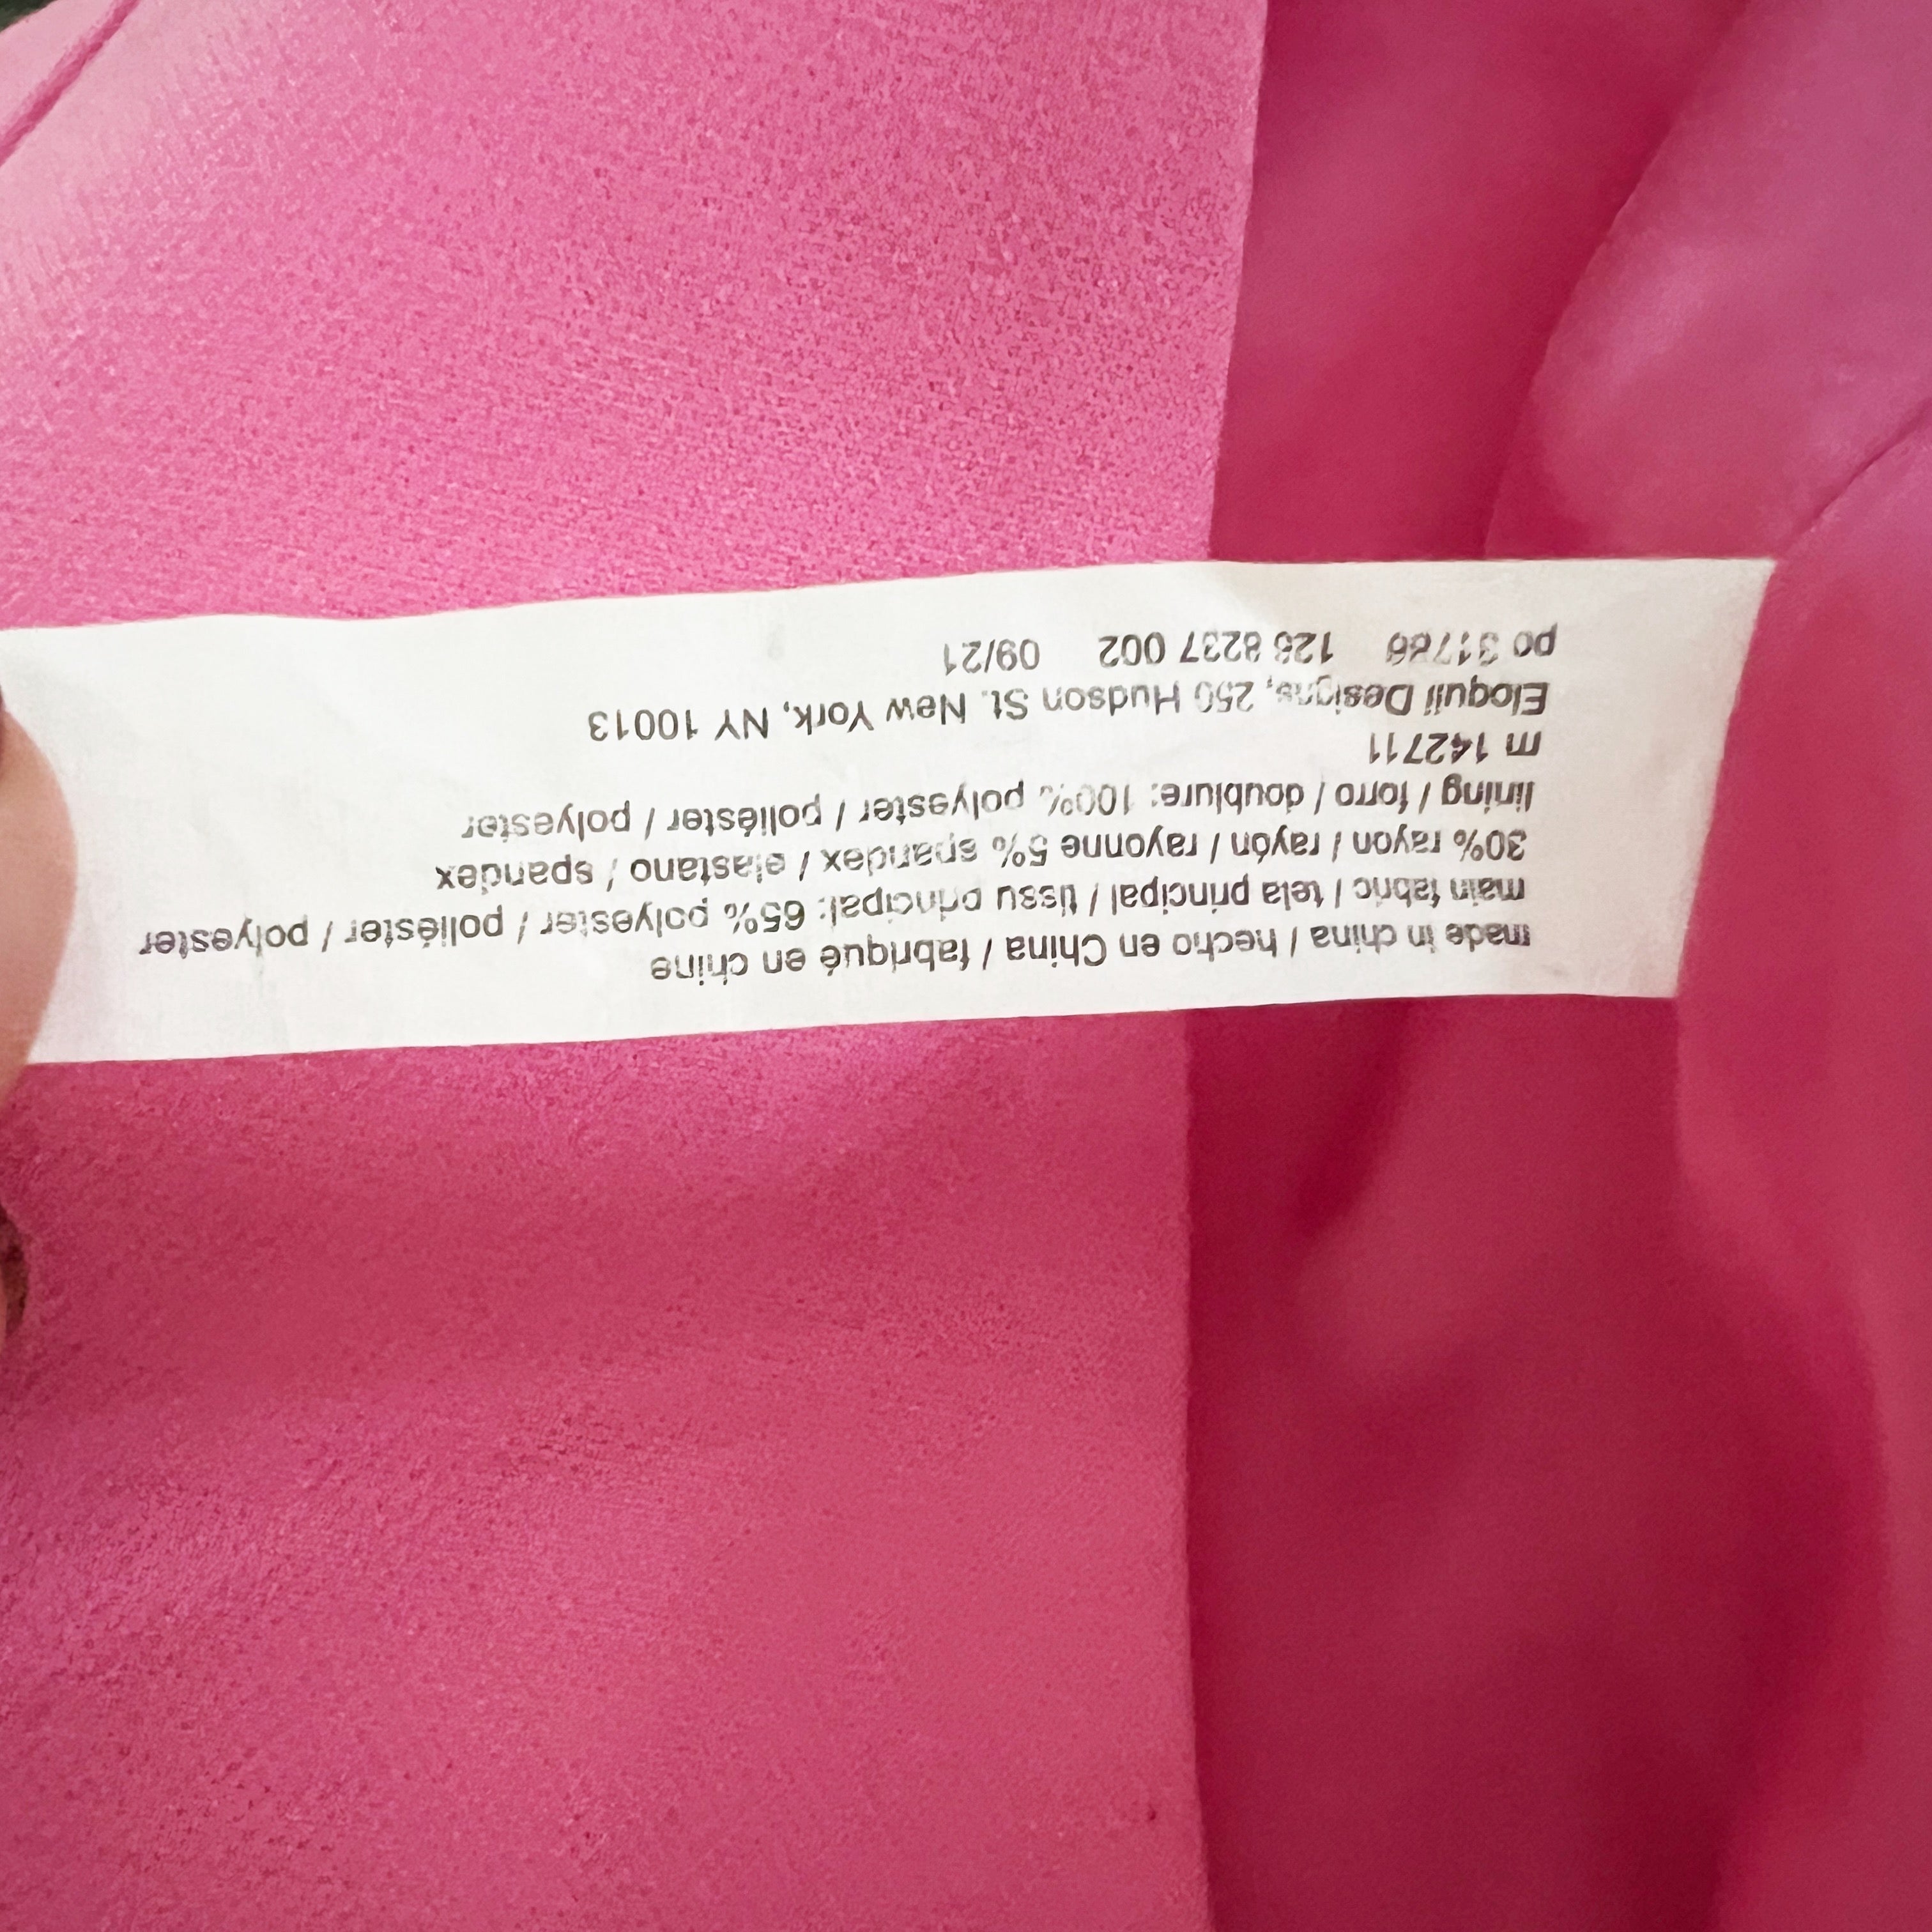 made in china / hecho en China / fabriqué en chine
main fabric / tela principal / tissu principal: 65% polyester / poliéster / polyester
30% rayon / rayón / rayonne 5% spandex / elastano / spandex
lining / forro / doublure: 100% polyester / poliéster / polyester
m 142711
Eloquii Designs, 250 Hudson St. New York, NY 10013
po 8237 002 09/21